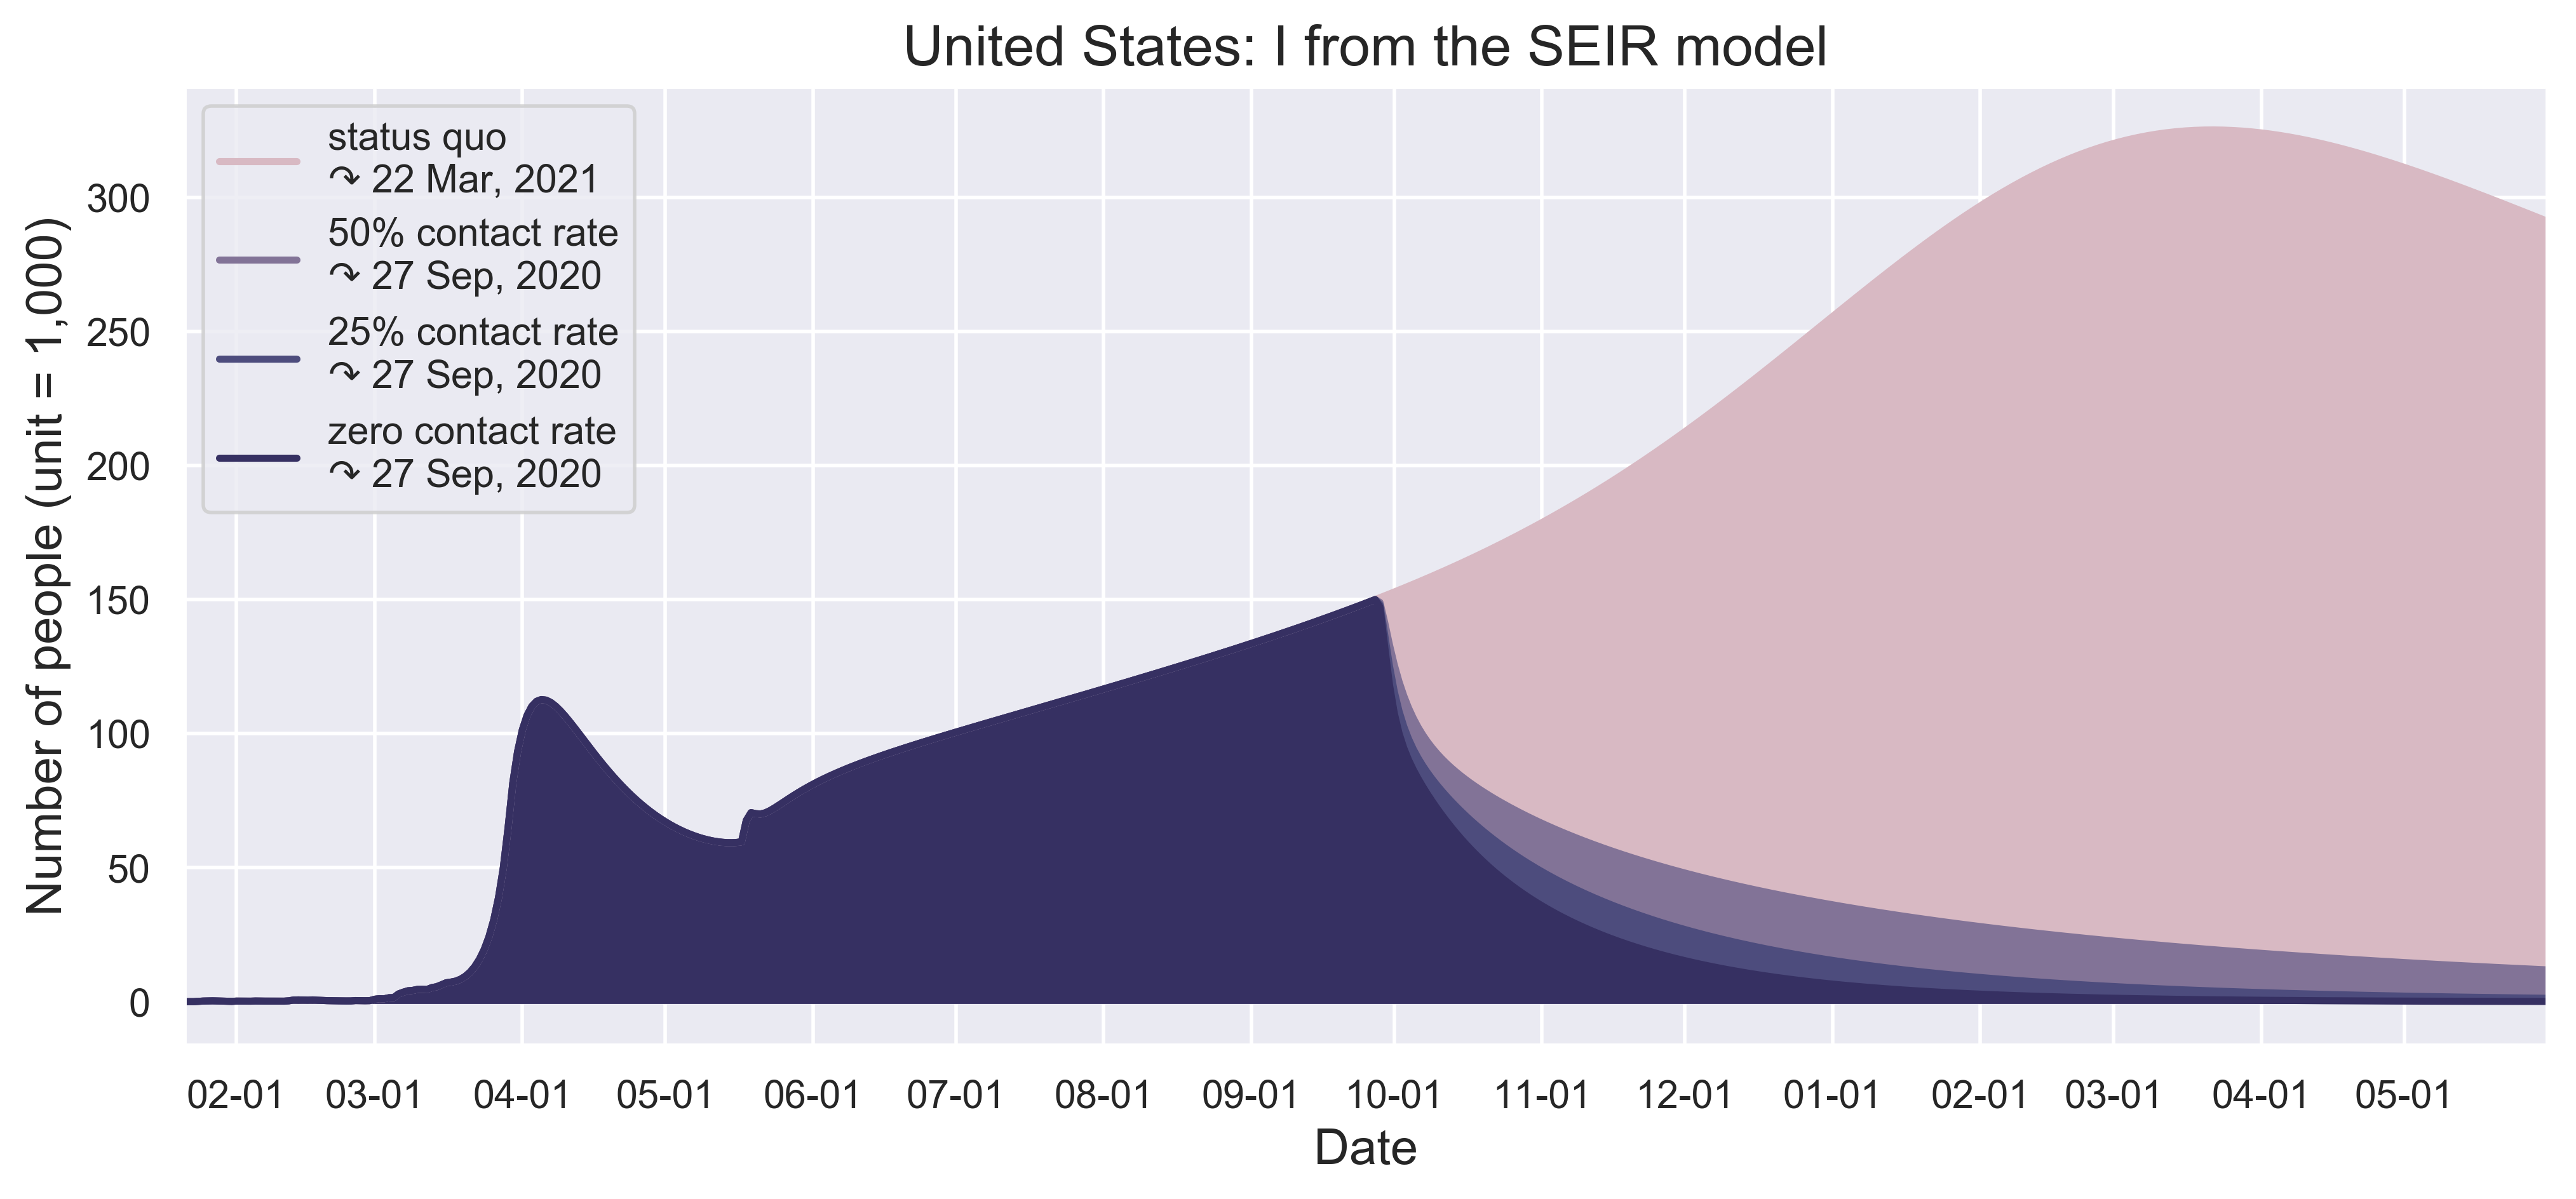 United States: I from the SEIR model
status quo
↷ 22 Mar, 2021
50% contact rate
↷ 27 Sep, 2020
25% contact rate
↷ 27 Sep, 2020
zero contact rate
↷ 27 Sep, 2020
Number of people (unit = 1,000)
300
250
200
150
100
50
0
02-01 03-01 04-01 05-01 06-01 07-01 08-01 09-01 10-01 11-01 12-01 01-01 02-01 03-01 04-01 05-01
Date